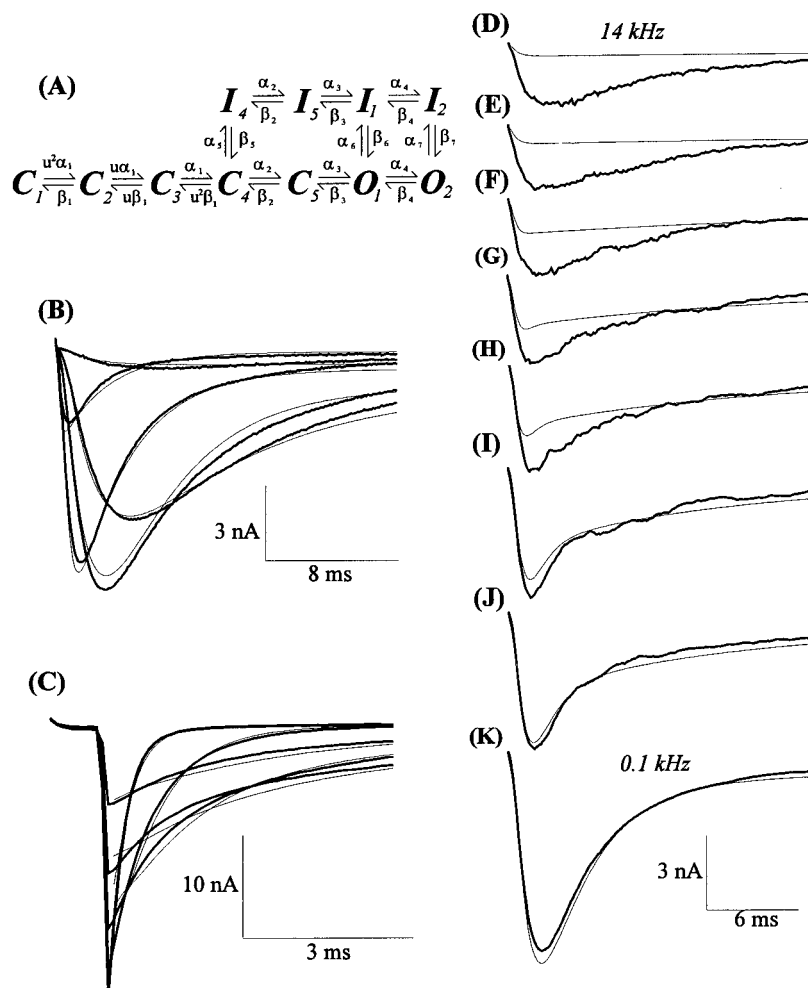 (A)
α₂ α₃ α₄
I₄ I₅ I₁ I₂
β₂ β₃ β₄
α₅ β₅ α₆ β₆ α₇ β₇
u²α₁ uα₁ α₁ α₂ α₃ α₄
C₁ C₂ C₃ C₄ C₅ O₁ O₂
β₁ uβ₁ u²β₁ β₂ β₃ β₄
(B)
3 nA
8 ms
(C)
10 nA
3 ms
(D)
14 kHz
(E)
(F)
(G)
(H)
(I)
(J)
(K)
0.1 kHz
3 nA
6 ms